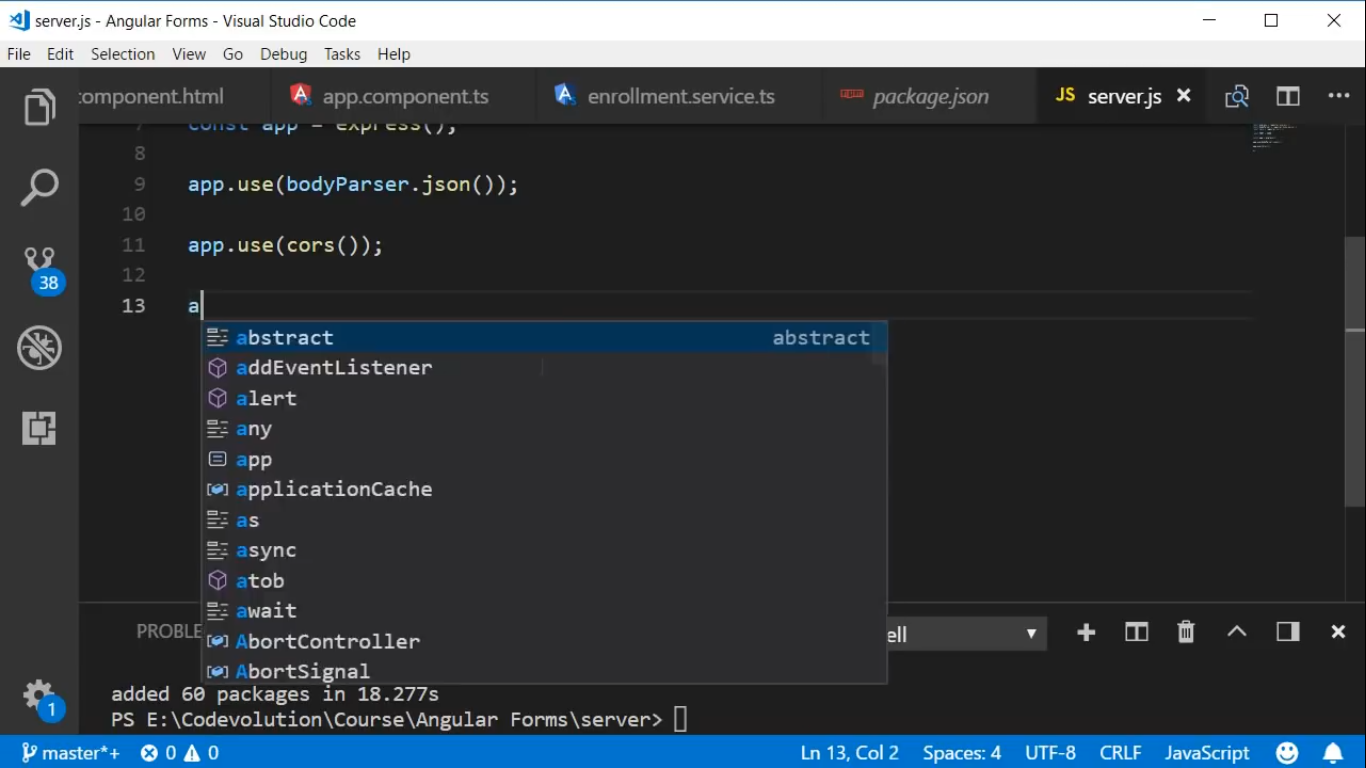 server.js - Angular Forms - Visual Studio Code
File Edit Selection View Go Debug Tasks Help
component.html app.component.ts enrollment.service.ts package.json JS server.js
7 const app = express();
8
9 app.use(bodyParser.json());
10
11 app.use(cors());
12
13 a
abstract abstract
addEventListener
alert
any
app
applicationCache
as
async
atob
await
AbortController
AbortSignal
38
1
PROBLE ell
added 60 packages in 18.277s
PS E:\Codevolution\Course\Angular Forms\server>
master*+ 0 0 Ln 13, Col 2 Spaces: 4 UTF-8 CRLF JavaScript